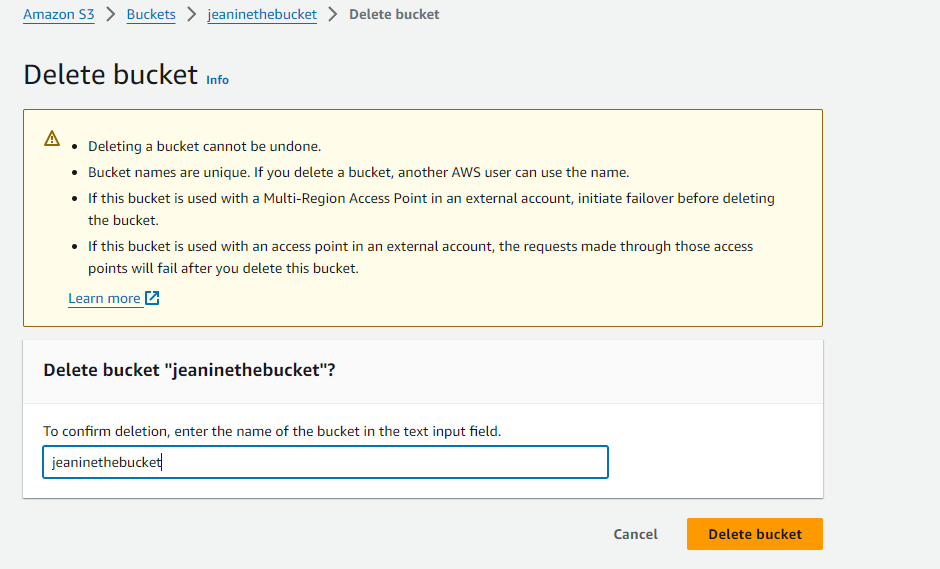 Amazon S3 > Buckets > jeaninethebucket > Delete bucket
Delete bucket Info
Deleting a bucket cannot be undone.
Bucket names are unique. If you delete a bucket, another AWS user can use the name.
If this bucket is used with a Multi-Region Access Point in an external account, initiate failover before deleting
the bucket.
If this bucket is used with an access point in an external account, the requests made through those access
points will fail after you delete this bucket.
Learn more
Delete bucket "jeaninethebucket"?
To confirm deletion, enter the name of the bucket in the text input field.
jeaninethebucket
Cancel Delete bucket